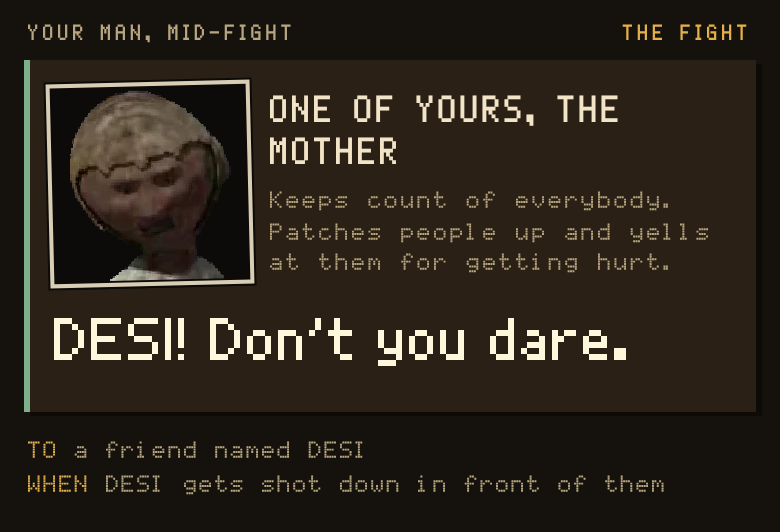 YOUR MAN, MID-FIGHT
THE FIGHT
ONE OF YOURS, THE
MOTHER
Keeps count of everybody.
Patches people up and yells
at them for getting hurt.
DESI! Don't you dare.
TO a friend named DESI
WHEN DESI gets shot down in front of them